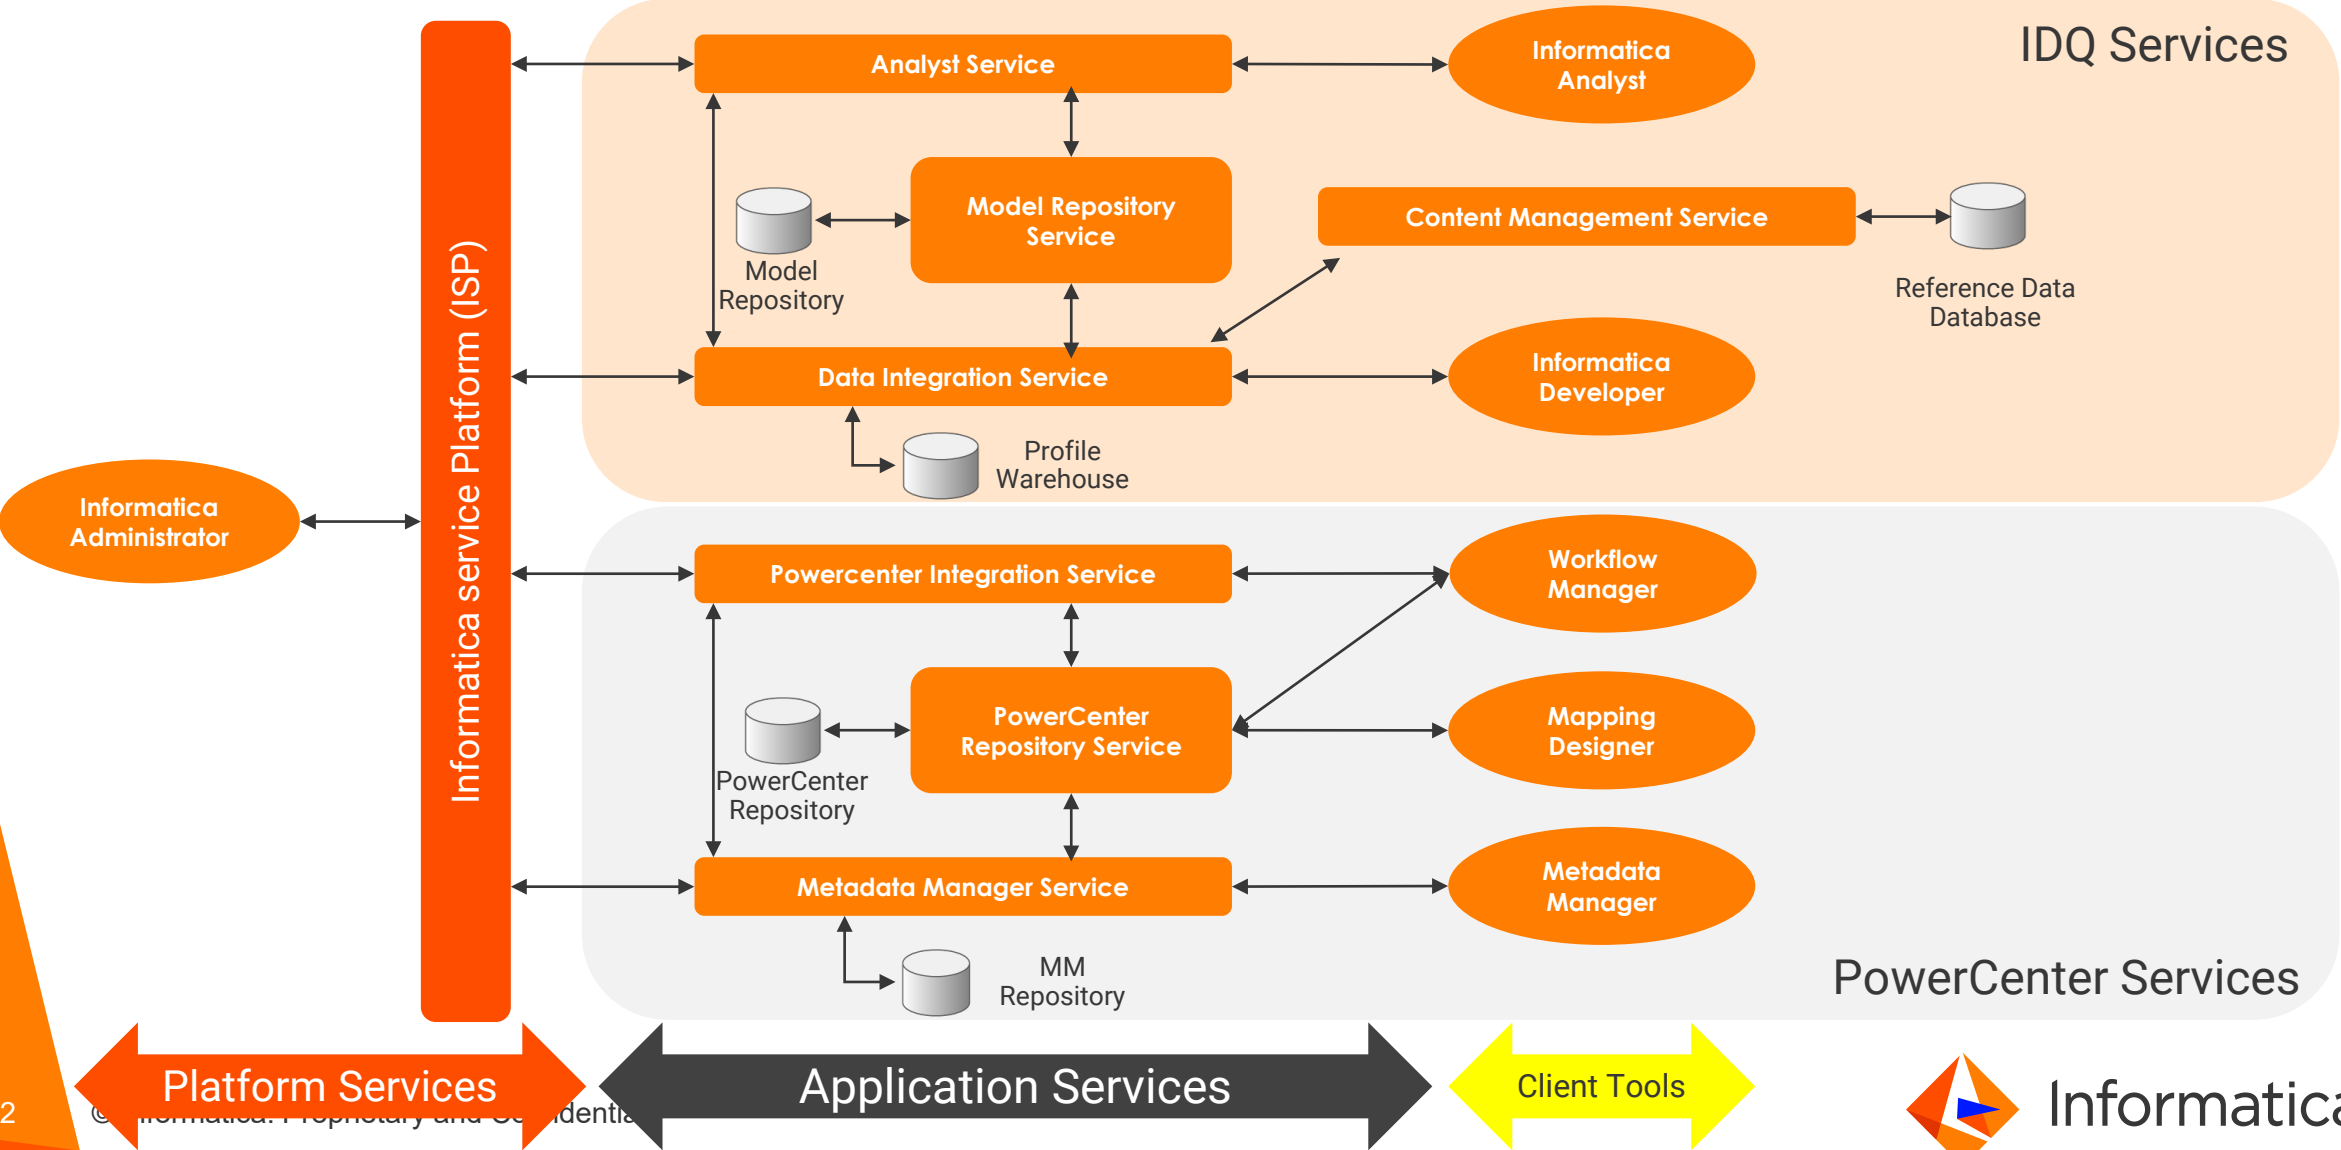 IDQ Services
Analyst Service
Informatica
Analyst
Model Repository
Service
Content Management Service
Model
Repository
Reference Data
Database
Informatica service Platform (ISP)
Data Integration Service
Informatica
Developer
Profile
Warehouse
Informatica
Administrator
Powercenter Integration Service
Workflow
Manager
PowerCenter
Repository Service
Mapping
Designer
PowerCenter
Repository
Metadata Manager Service
Metadata
Manager
MM
Repository
PowerCenter Services
Platform Services
Application Services
Client Tools
2
Informatica